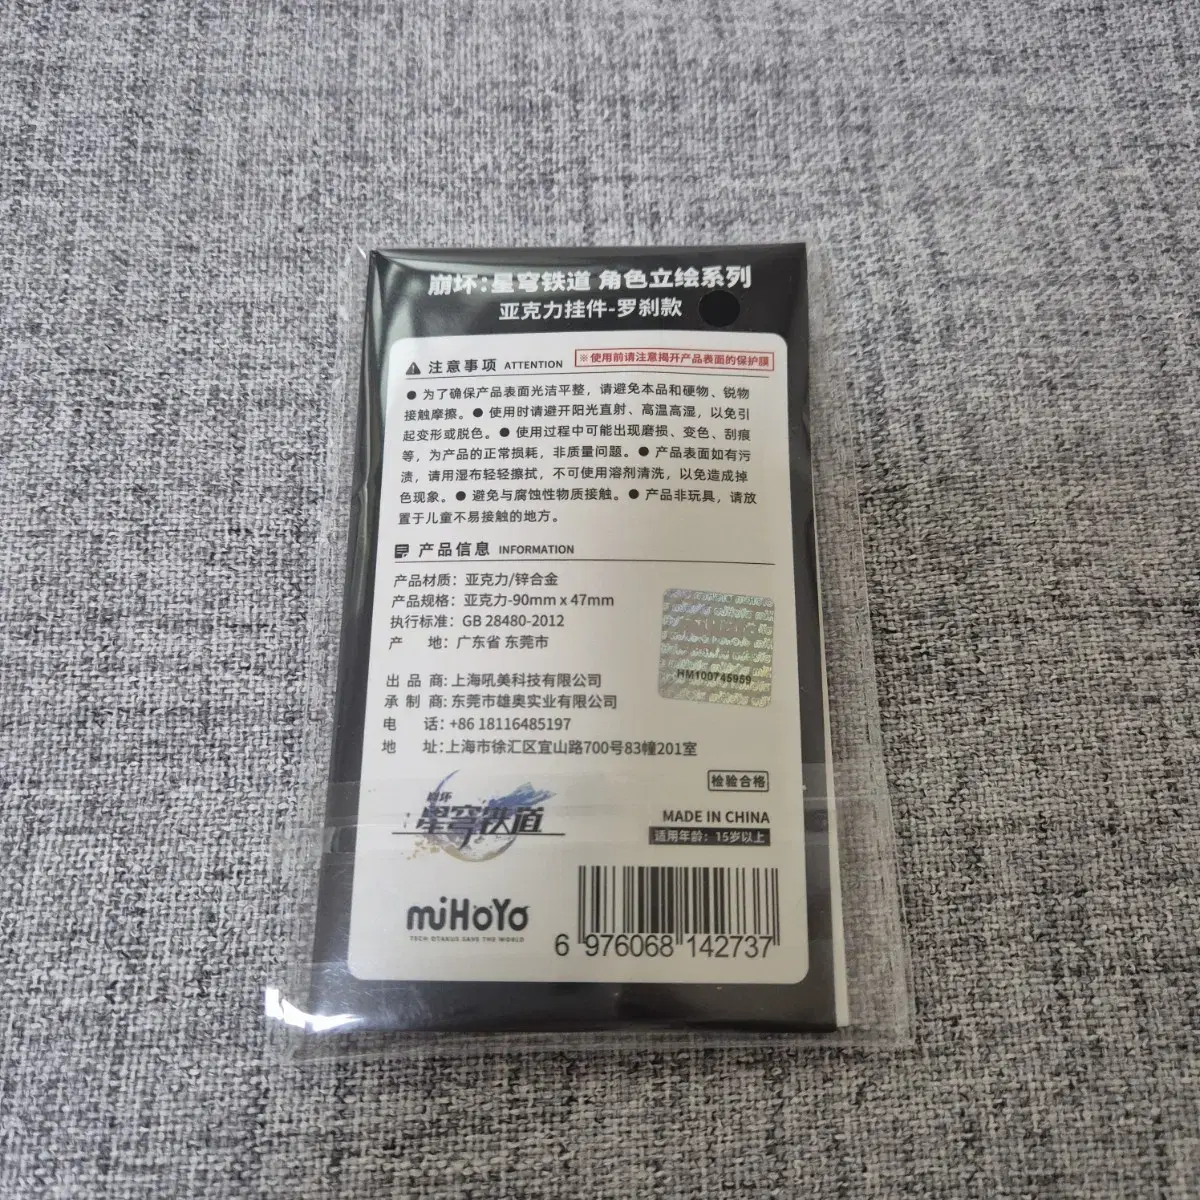 崩坏:星穹铁道 角色立绘系列
亚克力挂件-罗刹款
注意事项 ATTENTION
※使用前请注意揭开产品表面的保护膜
● 为了确保产品表面光洁平整，请避免本品和硬物、锐物
接触摩擦。● 使用时请避开阳光直射、高温高湿，以免引
起变形或脱色。● 使用过程中可能出现磨损、变色、刮痕
等，为产品的正常损耗，非质量问题。● 产品表面如有污
渍，请用湿布轻轻擦拭，不可使用溶剂清洗，以免造成掉
色现象。● 避免与腐蚀性物质接触。● 产品非玩具，请放
置于儿童不易接触的地方。
产品信息 INFORMATION
产品材质：亚克力/锌合金
产品规格：亚克力-90mm x 47mm
执行标准：GB 28480-2012
产 地：广东省 东莞市
HM100745959
出 品 商：上海吼美科技有限公司
承 制 商：东莞市雄奥实业有限公司
电 话：+86 18116485197
地 址：上海市徐汇区宜山路700号83幢201室
检验合格
崩坏
:星穹铁道
MADE IN CHINA
适用年龄：15岁以上
miHoYo
TECH OTAKUS SAVE THE WORLD
6 976068 142737